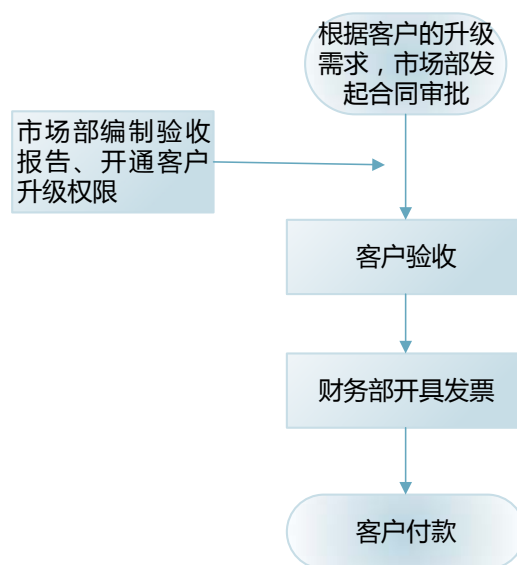 根据客户的升级
需求，市场部发
起合同审批
市场部编制验收
报告、开通客户
升级权限
客户验收
财务部开具发票
客户付款